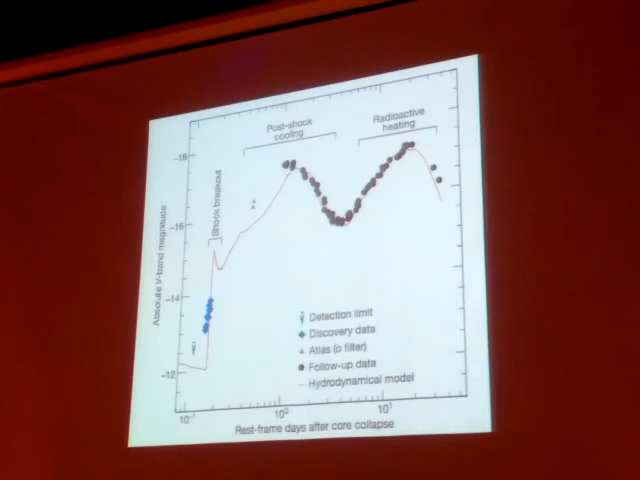 Post-shock
cooling
Radioactive
heating
Shock breakout
-18
-16
-14
-12
Absolute V-band magnitude
Detection limit
Discovery data
Atlas (o filter)
Follow-up data
Hydrodynamical model
10⁻¹
10⁰
10¹
Rest-frame days after core collapse